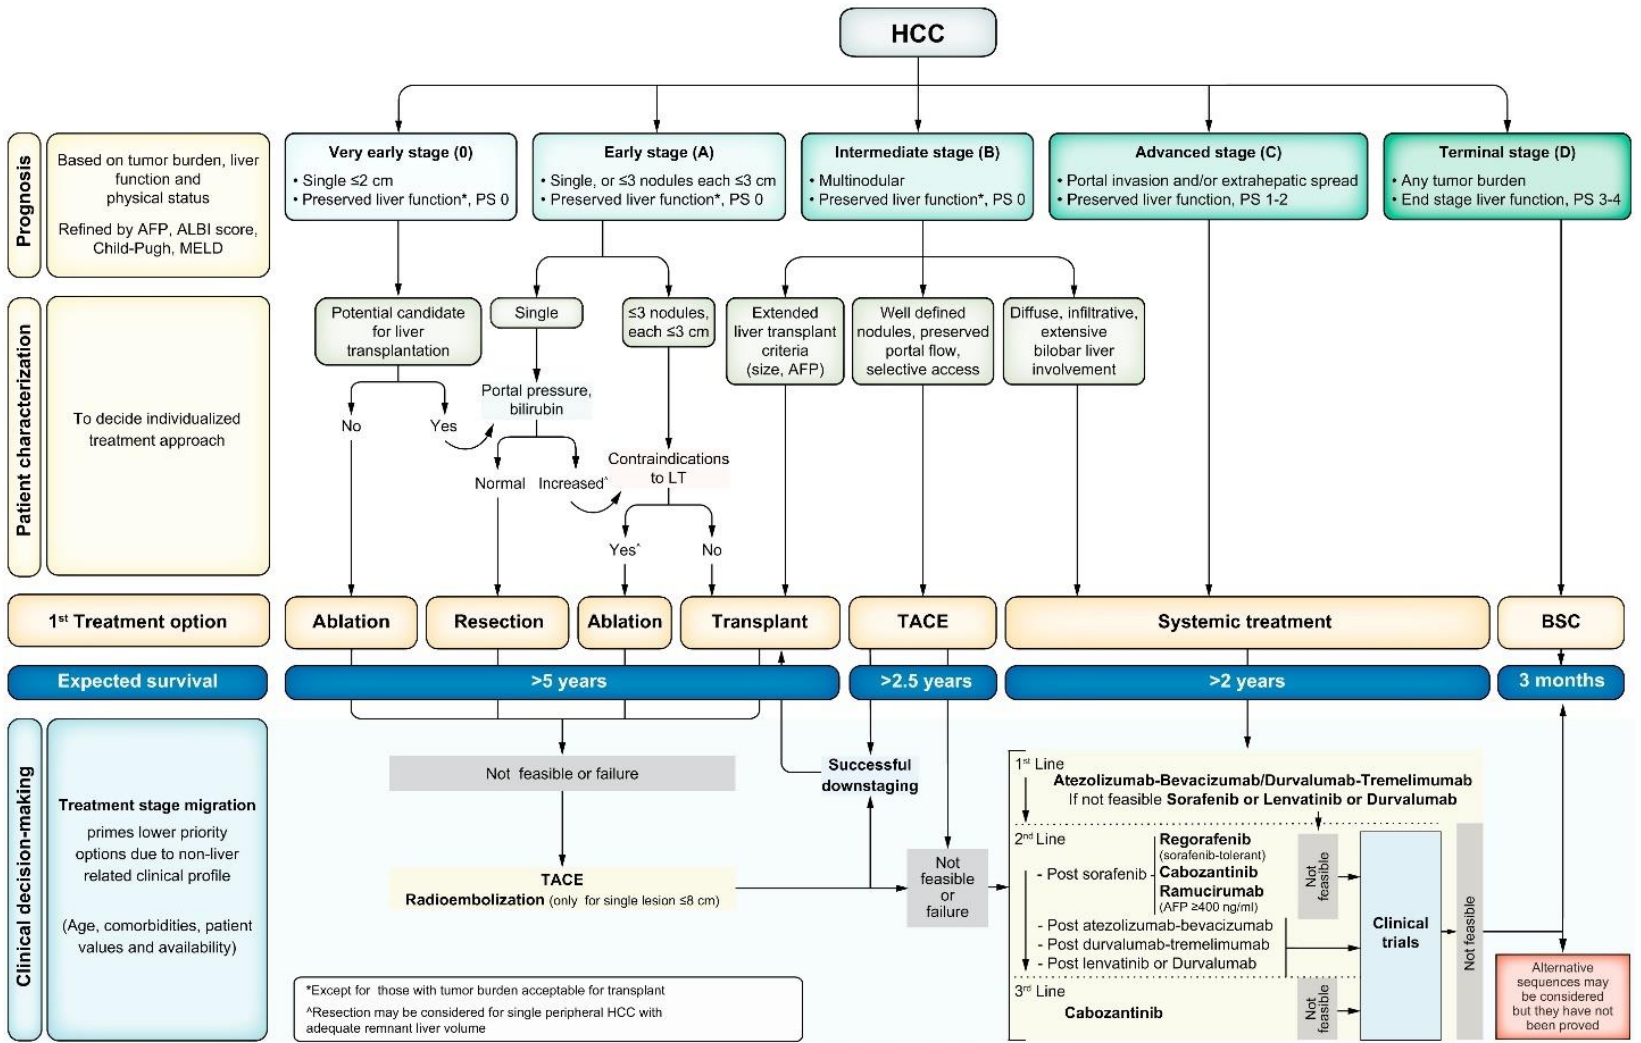 HCC
Prognosis
Based on tumor burden, liver
function and
physical status
Refined by AFP, ALBI score,
Child-Pugh, MELD
Very early stage (0)
• Single ≤2 cm
• Preserved liver function*, PS 0
Early stage (A)
• Single, or ≤3 nodules each ≤3 cm
• Preserved liver function*, PS 0
Intermediate stage (B)
• Multinodular
• Preserved liver function*, PS 0
Advanced stage (C)
• Portal invasion and/or extrahepatic spread
• Preserved liver function, PS 1-2
Terminal stage (D)
• Any tumor burden
• End stage liver function, PS 3-4
Patient characterization
To decide individualized
treatment approach
Potential candidate
for liver
transplantation
No
Yes
Single
Portal pressure,
bilirubin
Normal
Increased^
≤3 nodules,
each ≤3 cm
Contraindications
to LT
Yes^
No
Extended
liver transplant
criteria
(size, AFP)
Well defined
nodules, preserved
portal flow,
selective access
Diffuse, infiltrative,
extensive
bilobar liver
involvement
1st Treatment option
Ablation
Resection
Ablation
Transplant
TACE
Systemic treatment
BSC
Expected survival
>5 years
>2.5 years
>2 years
3 months
Clinical decision-making
Treatment stage migration
primes lower priority
options due to non-liver
related clinical profile
(Age, comorbidities, patient
values and availability)
Not feasible or failure
TACE
Radioembolization (only for single lesion ≤8 cm)
Successful
downstaging
Not
feasible
or
failure
1st Line
Atezolizumab-Bevacizumab/Durvalumab-Tremelimumab
If not feasible Sorafenib or Lenvatinib or Durvalumab
2nd Line
- Post sorafenib
Regorafenib
(sorafenib-tolerant)
Cabozantinib
Ramucirumab
(AFP ≥400 ng/ml)
Not
feasible
- Post atezolizumab-bevacizumab
- Post durvalumab-tremelimumab
- Post lenvatinib or Durvalumab
3rd Line
Cabozantinib
Not
feasible
Clinical
trials
Not feasible
Alternative
sequences may
be considered
but they have not
been proved
*Except for those with tumor burden acceptable for transplant
^Resection may be considered for single peripheral HCC with
adequate remnant liver volume